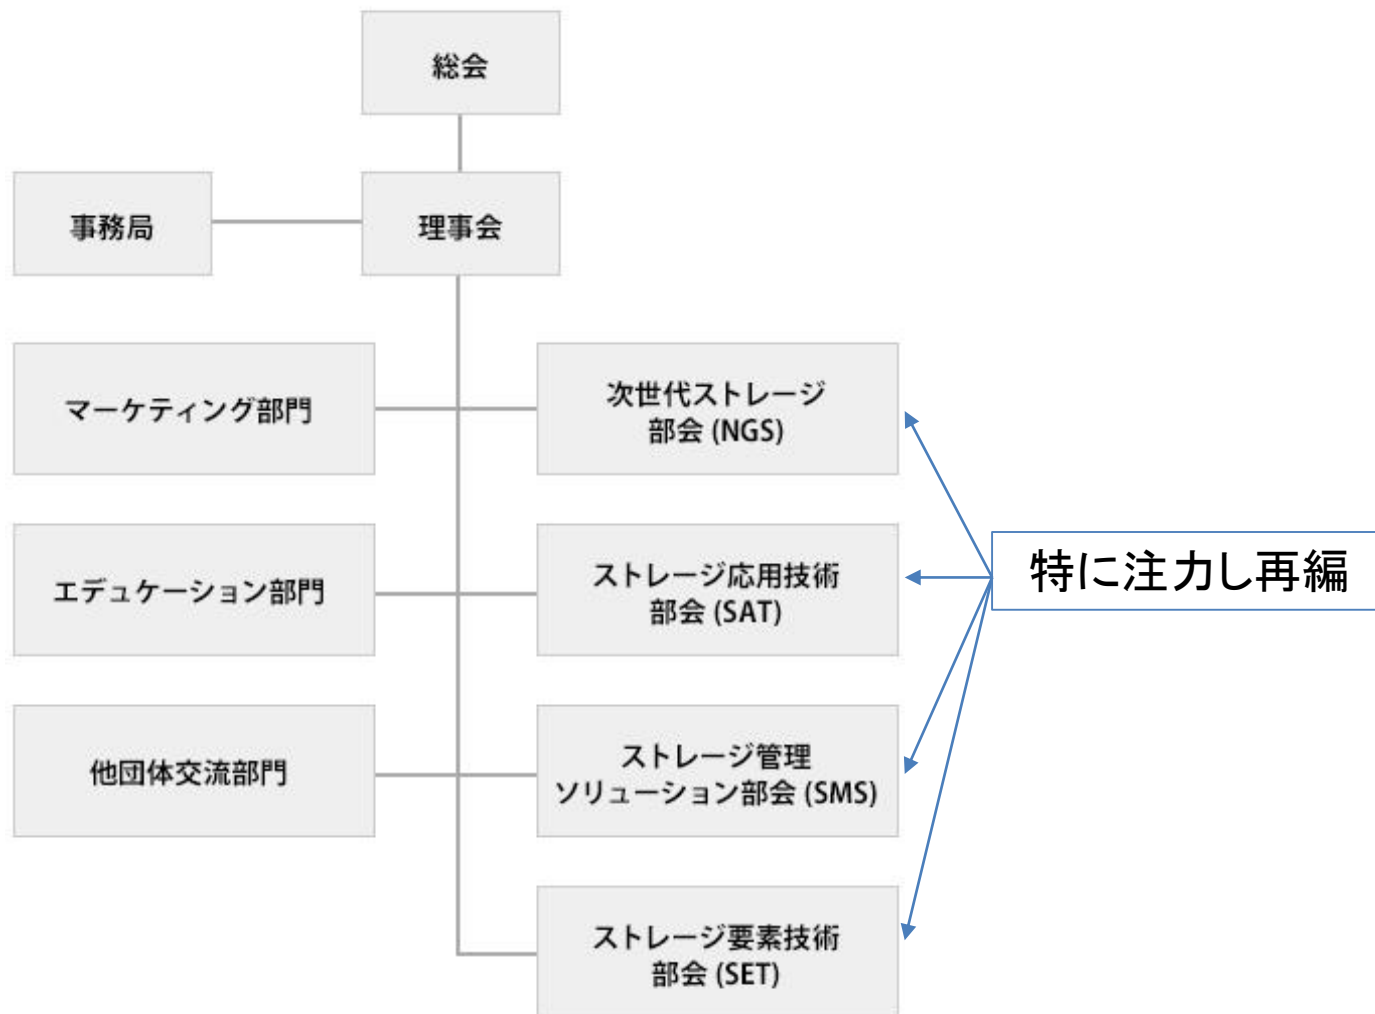 総会
事務局
理事会
マーケティング部門
次世代ストレージ
部会 (NGS)
エデュケーション部門
ストレージ応用技術
部会 (SAT)
特に注力し再編
他団体交流部門
ストレージ管理
ソリューション部会 (SMS)
ストレージ要素技術
部会 (SET)